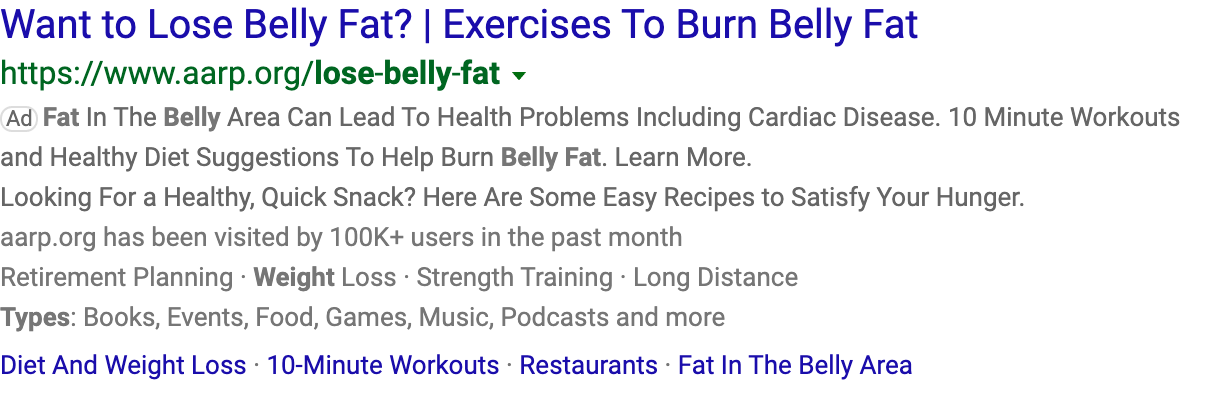 Want to Lose Belly Fat? | Exercises To Burn Belly Fat
https://www.aarp.org/lose-belly-fat
Ad Fat In The Belly Area Can Lead To Health Problems Including Cardiac Disease. 10 Minute Workouts
and Healthy Diet Suggestions To Help Burn Belly Fat. Learn More.
Looking For a Healthy, Quick Snack? Here Are Some Easy Recipes to Satisfy Your Hunger.
aarp.org has been visited by 100K+ users in the past month
Retirement Planning · Weight Loss · Strength Training · Long Distance
Types: Books, Events, Food, Games, Music, Podcasts and more
Diet And Weight Loss · 10-Minute Workouts · Restaurants · Fat In The Belly Area